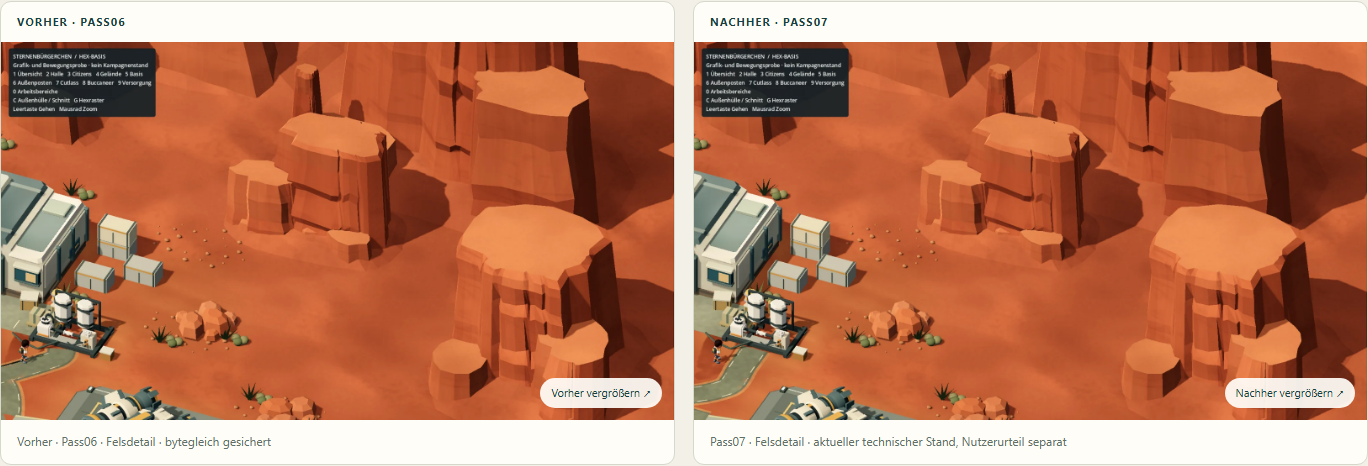 VORHER · PASS06
STERNENBÜRGERCHEN / HEX-BASIS
Grafik- und Bewegungsprobe · kein Kampagnenstand
1 Übersicht 2 Halle 3 Citizens 4 Gelände 5 Basis
6 Außenposten 7 Cutlass 8 Buccaneer 9 Versorgung
0 Arbeitsbereiche
C Außenhülle / Schnitt G Hexraster
Leertaste Gehen Mausrad Zoom
Vorher vergrößern ↗
Vorher · Pass06 · Felsdetail · bytegleich gesichert
NACHHER · PASS07
STERNENBÜRGERCHEN / HEX-BASIS
Grafik- und Bewegungsprobe · kein Kampagnenstand
1 Übersicht 2 Halle 3 Citizens 4 Gelände 5 Basis
6 Außenposten 7 Cutlass 8 Buccaneer 9 Versorgung
0 Arbeitsbereiche
C Außenhülle / Schnitt G Hexraster
Leertaste Gehen Mausrad Zoom
Nachher vergrößern ↗
Pass07 · Felsdetail · aktueller technischer Stand, Nutzerurteil separat